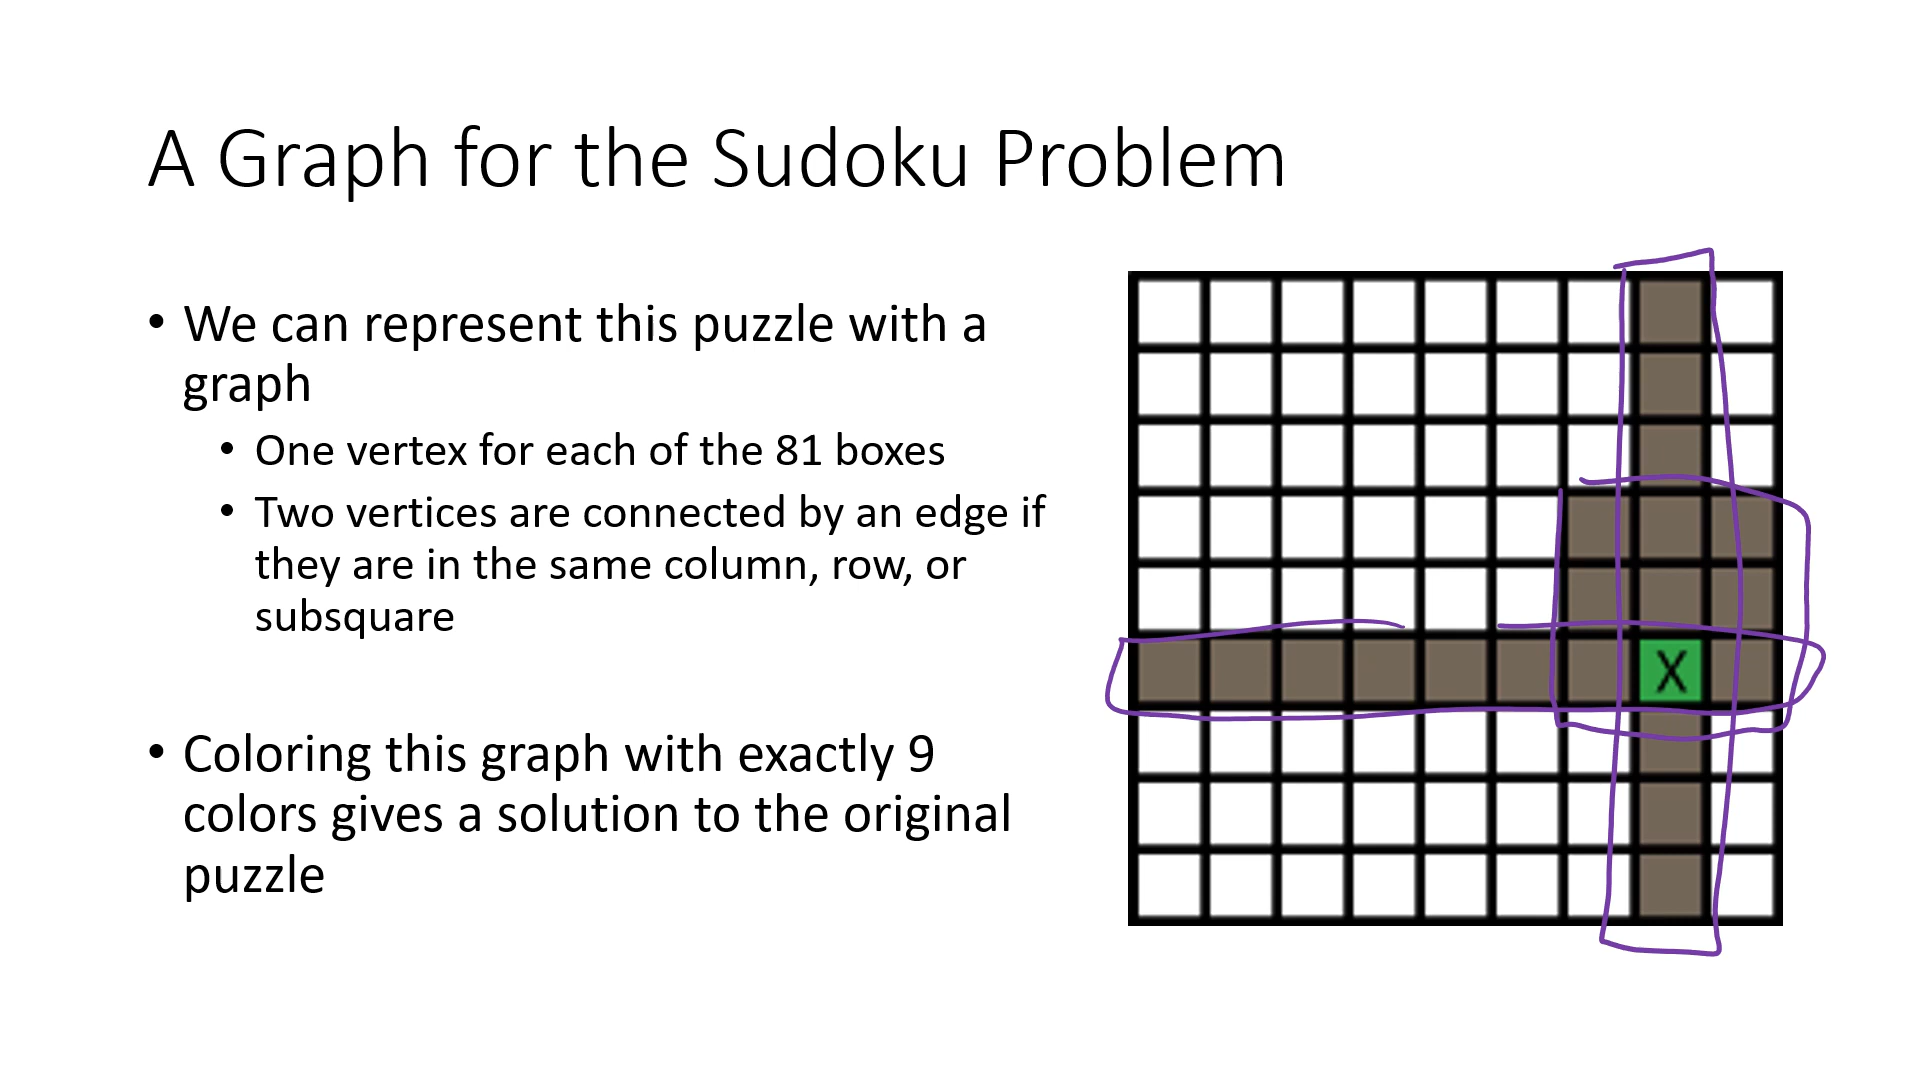 A Graph for the Sudoku Problem
• We can represent this puzzle with a
graph
• One vertex for each of the 81 boxes
• Two vertices are connected by an edge if
they are in the same column, row, or
subsquare
• Coloring this graph with exactly 9
colors gives a solution to the original
puzzle
X